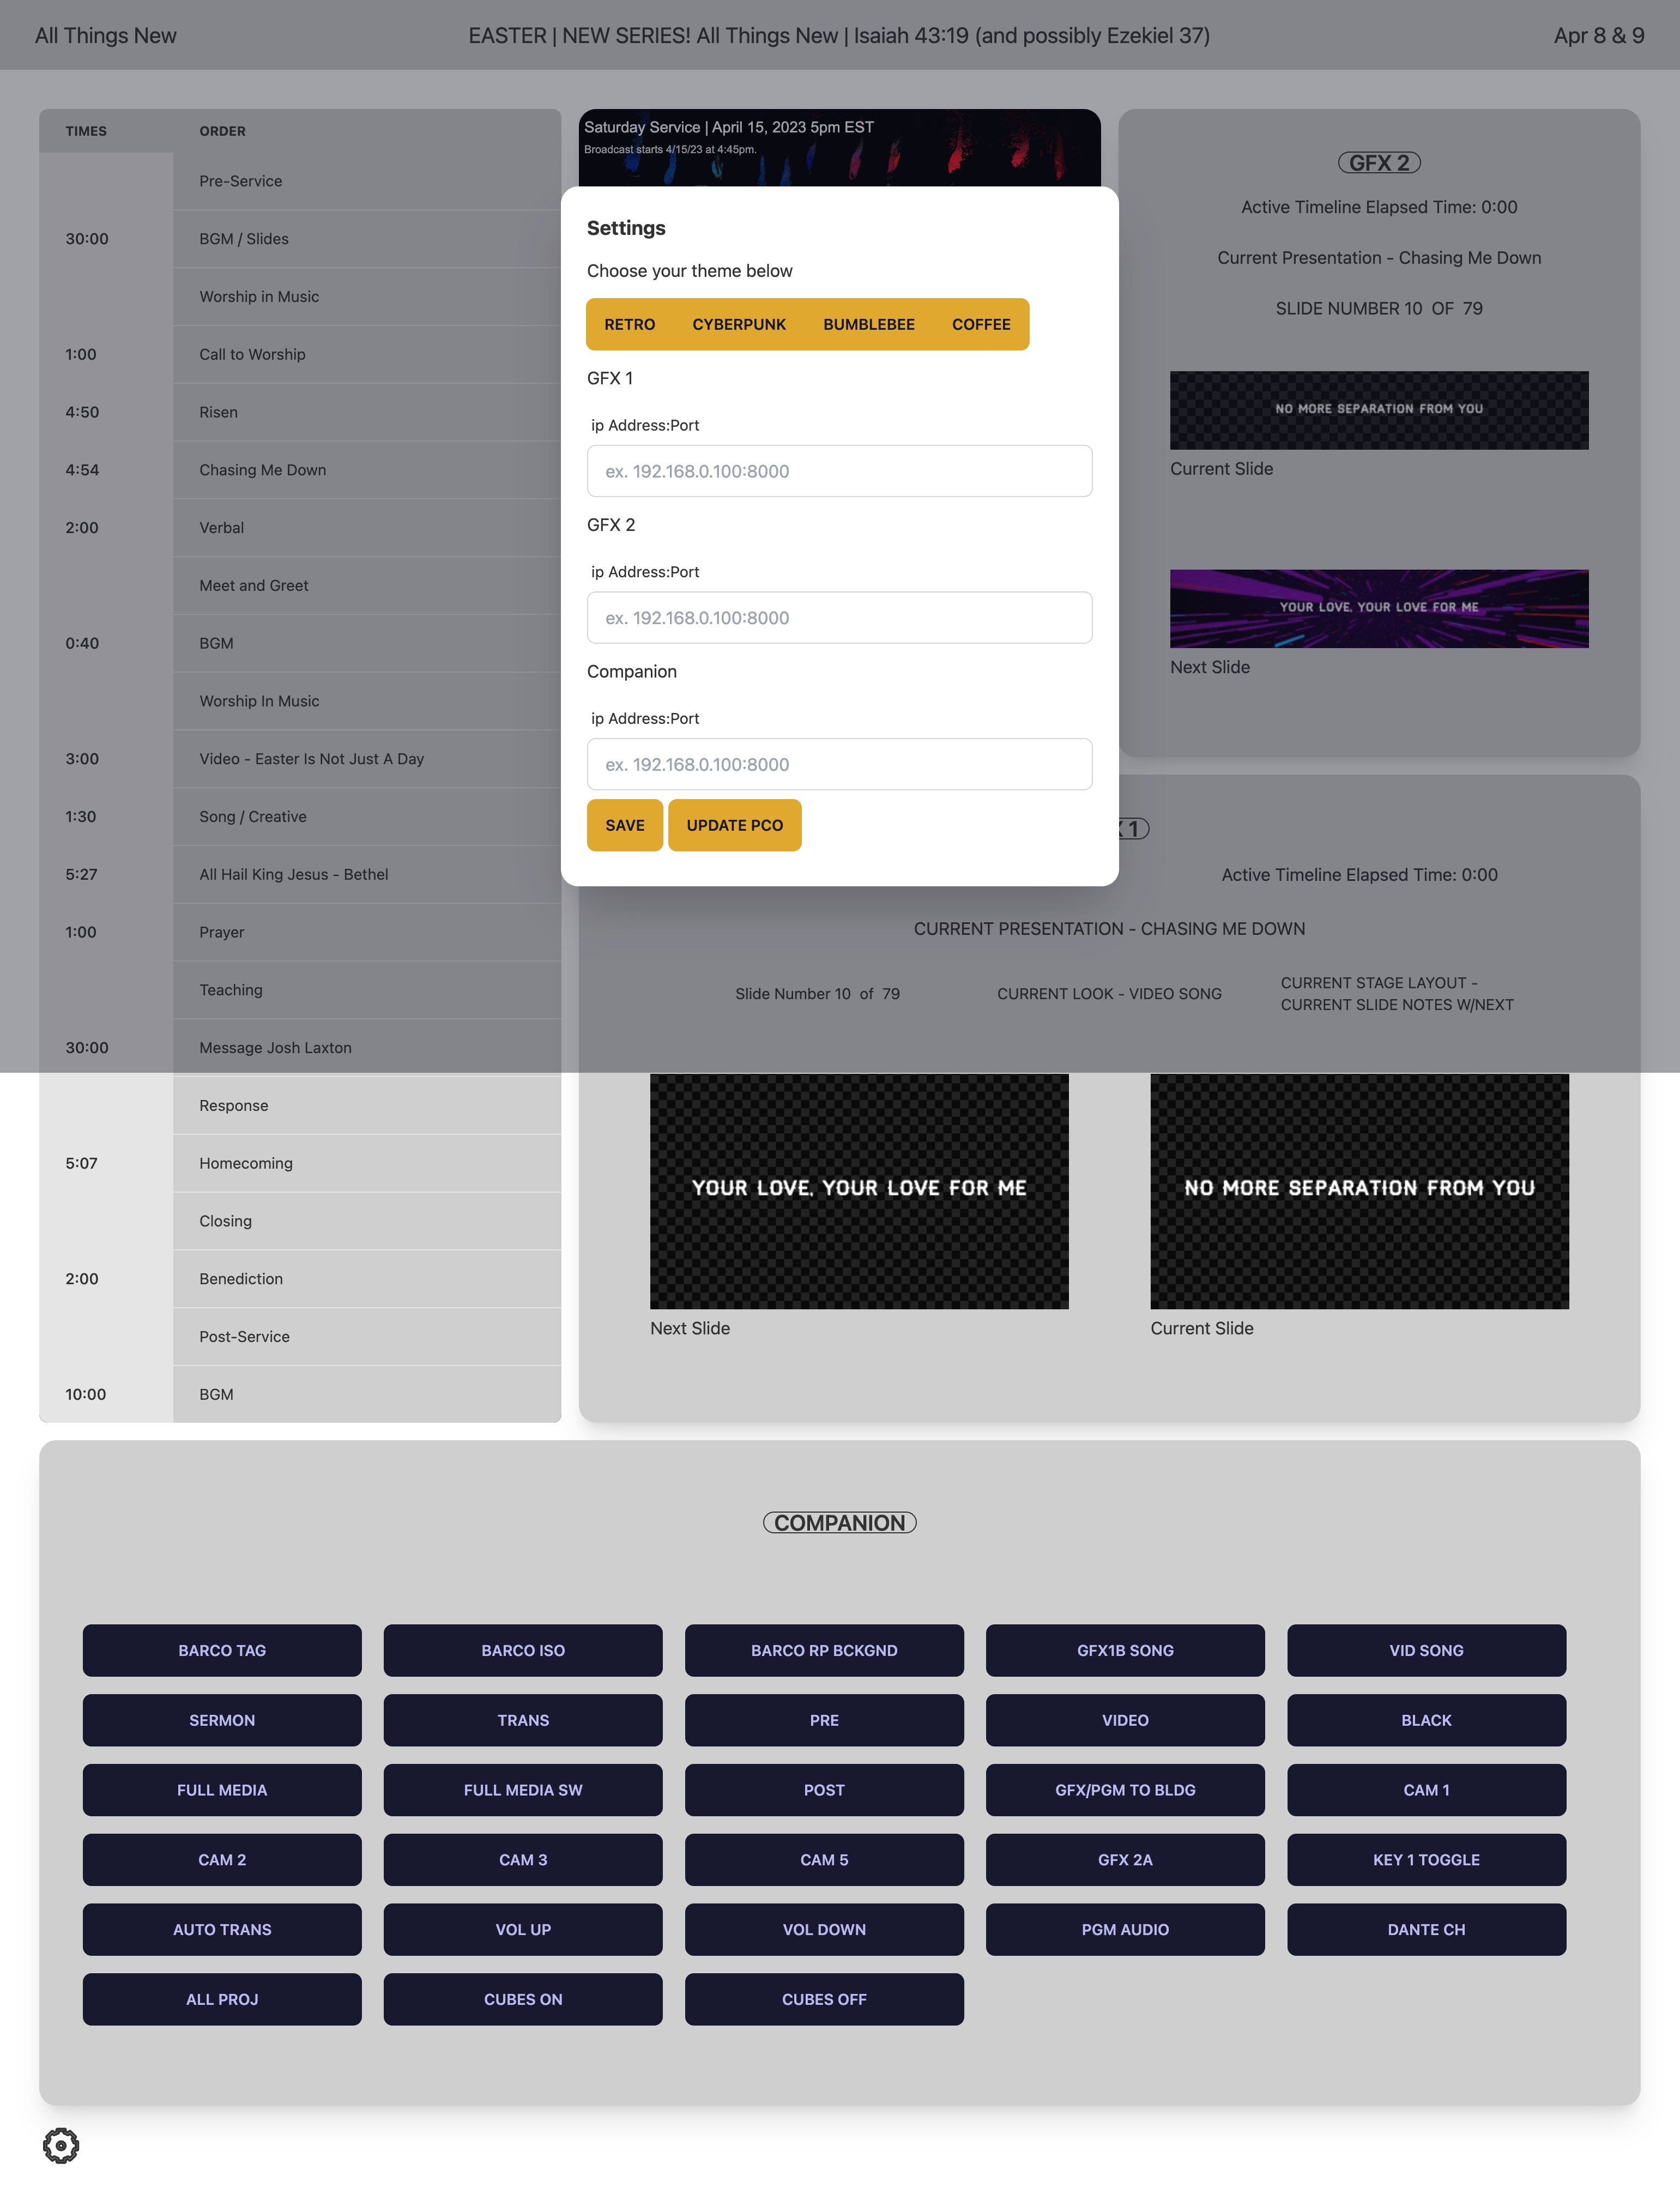 All Things New
EASTER | NEW SERIES! All Things New | Isaiah 43:19 (and possibly Ezekiel 37)
Apr 8 & 9
TIMES ORDER
Pre-Service
30:00 BGM / Slides
Worship in Music
1:00 Call to Worship
4:50 Risen
4:54 Chasing Me Down
2:00 Verbal
Meet and Greet
0:40 BGM
Worship In Music
3:00 Video - Easter Is Not Just A Day
1:30 Song / Creative
5:27 All Hail King Jesus - Bethel
1:00 Prayer
Teaching
30:00 Message Josh Laxton
Response
5:07 Homecoming
Closing
2:00 Benediction
Post-Service
10:00 BGM
Saturday Service | April 15, 2023 5pm EST
Broadcast starts 4/15/23 at 4:45pm.
Settings
Choose your theme below
RETRO CYBERPUNK BUMBLEBEE COFFEE
GFX 1
ip Address:Port
ex. 192.168.0.100:8000
GFX 2
ip Address:Port
ex. 192.168.0.100:8000
Companion
ip Address:Port
ex. 192.168.0.100:8000
SAVE UPDATE PCO
GFX 2
Active Timeline Elapsed Time: 0:00
Current Presentation - Chasing Me Down
SLIDE NUMBER 10 OF 79
NO MORE SEPARATION FROM YOU
Current Slide
YOUR LOVE, YOUR LOVE FOR ME
Next Slide
1
Active Timeline Elapsed Time: 0:00
CURRENT PRESENTATION - CHASING ME DOWN
Slide Number 10 of 79
CURRENT LOOK - VIDEO SONG
CURRENT STAGE LAYOUT -
CURRENT SLIDE NOTES W/NEXT
YOUR LOVE, YOUR LOVE FOR ME
Next Slide
NO MORE SEPARATION FROM YOU
Current Slide
COMPANION
BARCO TAG BARCO ISO BARCO RP BCKGND GFX1B SONG VID SONG
SERMON TRANS PRE VIDEO BLACK
FULL MEDIA FULL MEDIA SW POST GFX/PGM TO BLDG CAM 1
CAM 2 CAM 3 CAM 5 GFX 2A KEY 1 TOGGLE
AUTO TRANS VOL UP VOL DOWN PGM AUDIO DANTE CH
ALL PROJ CUBES ON CUBES OFF